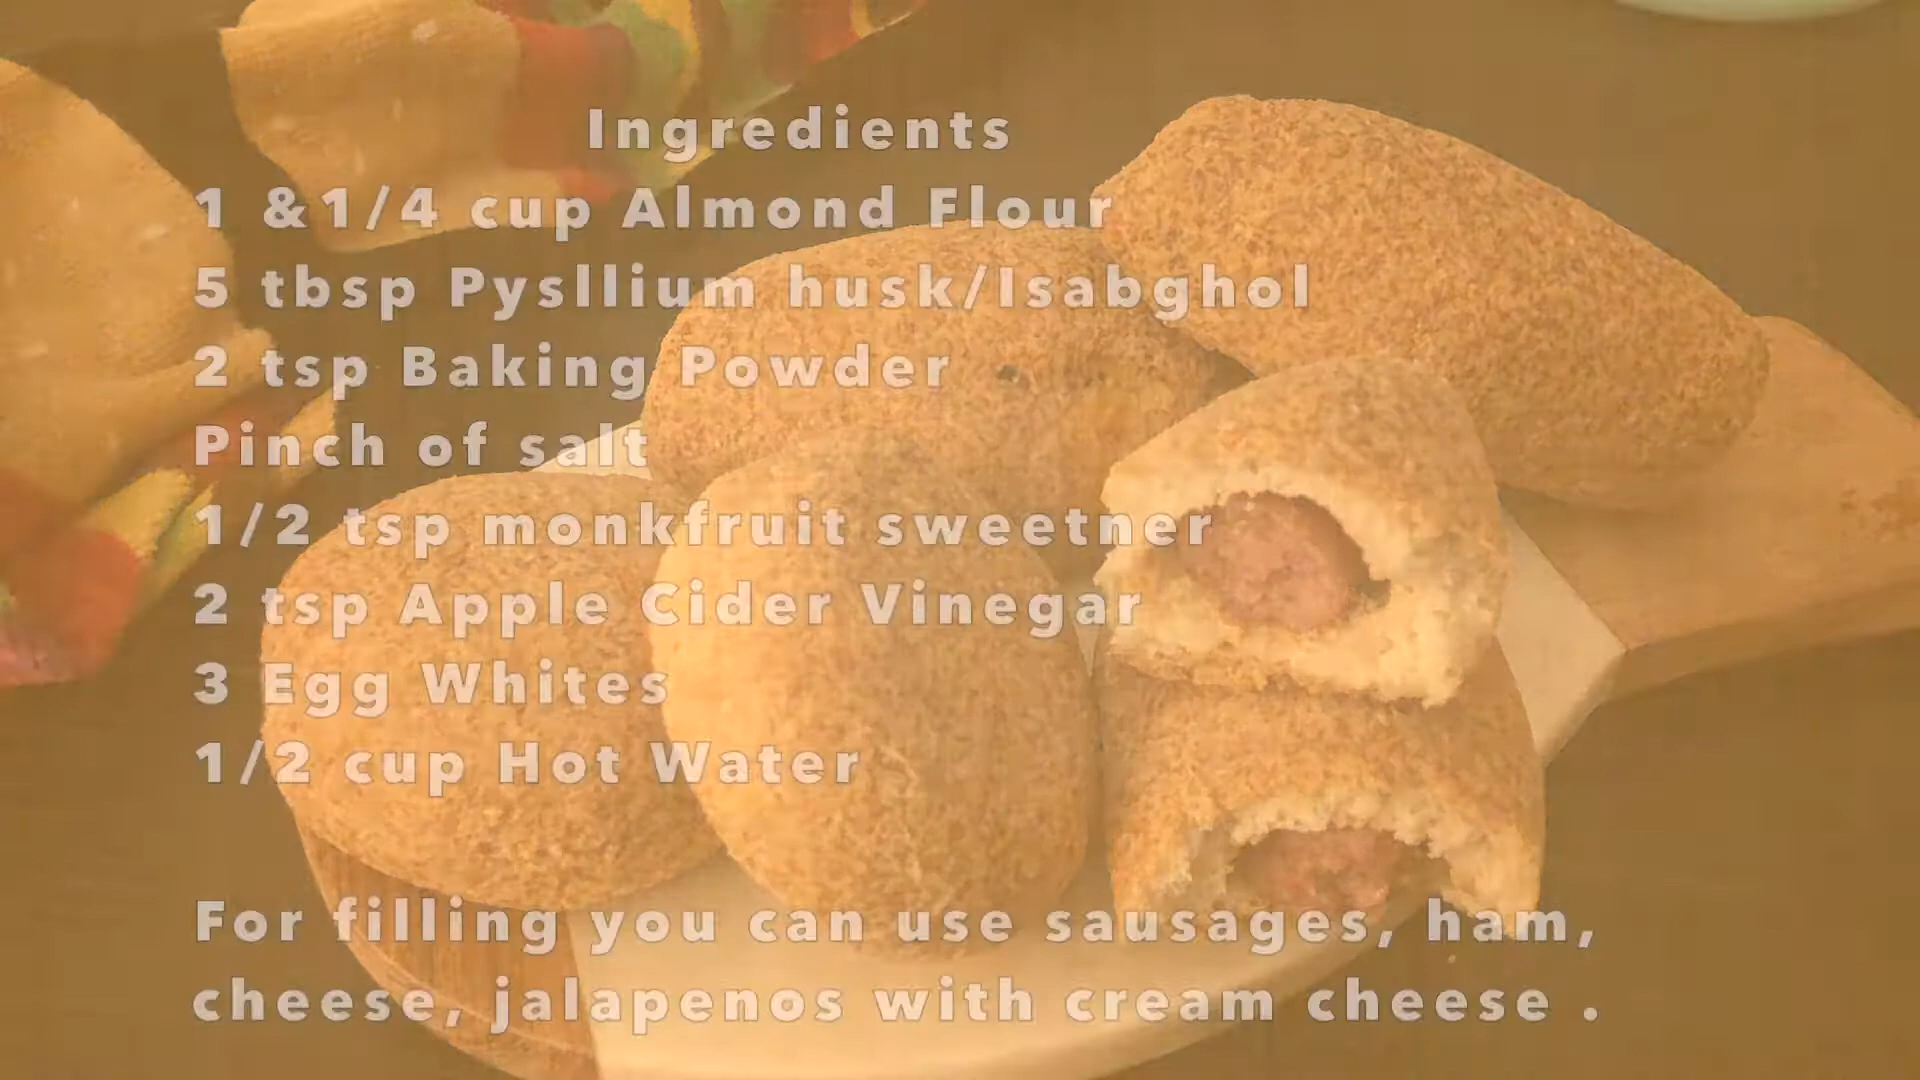 Ingredients
1 &1/4 cup Almond Flour
5 tbsp Pysllium husk/Isabghol
2 tsp Baking Powder
Pinch of salt
1/2 tsp monkfruit sweetner
2 tsp Apple Cider Vinegar
3 Egg Whites
1/2 cup Hot Water
For filling you can use sausages, ham,
cheese, jalapenos with cream cheese .